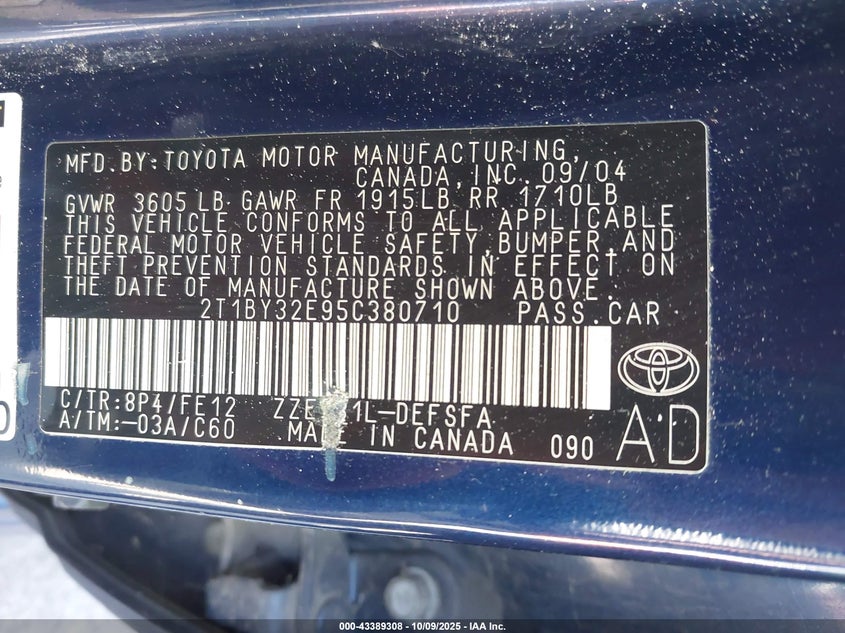 MFD.BY:TOYOTA MOTOR MANUFACTURING,
CANADA,INC. 09/04
GVWR 3605LB GAWR FR 1915LB RR 1710LB
THIS VEHICLE CONFORMS TO ALL APPLICABLE
FEDERAL MOTOR VEHICLE SAFETY,BUMPER,AND
THEFT PREVENTION STANDARDS IN EFFECT ON
THE DATE OF MANUFACTURE SHOWN ABOVE.
2T1BY32E95C380710 PASS.CAR
C/TR:8P4/FE12
A/TM:-03A/C60 IN CANADA 090 AD
000-43389308 - 10/09/2025 - IAA Inc.